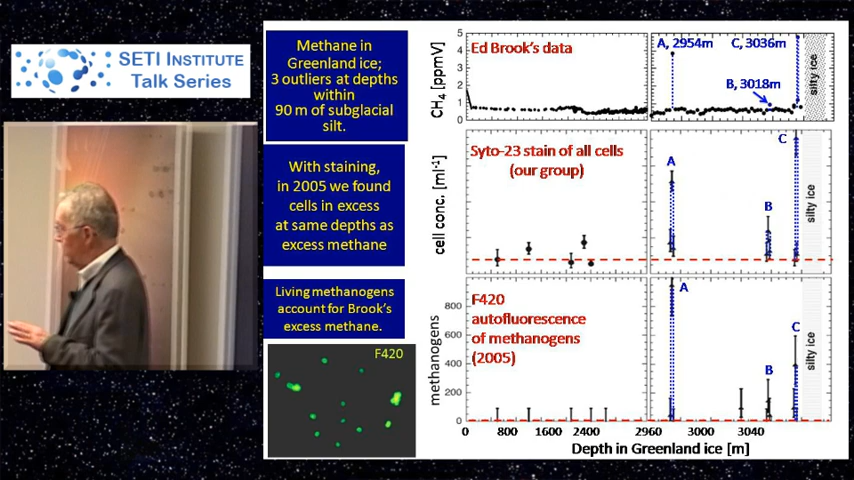 SETI INSTITUTE
Talk Series
Methane in
Greenland ice;
3 outliers at depths
within
90 m of subglacial
silt.
With staining,
in 2005 we found
cells in excess
at same depths as
excess methane
Living methanogens
account for Brook's
excess methane.
F420
Ed Brook's data
A, 2954m
C, 3036m
B, 3018m
silty ice
CH4 [ppmV]
5
4
3
2
1
0
Syto-23 stain of all cells
(our group)
A
B
C
silty ice
cell conc. [ml-1]
F420
autofluorescence
of methanogens
(2005)
A
B
C
silty ice
methanogens
800
600
400
200
0
0
800
1600
2400
2960
3000
3040
Depth in Greenland ice [m]